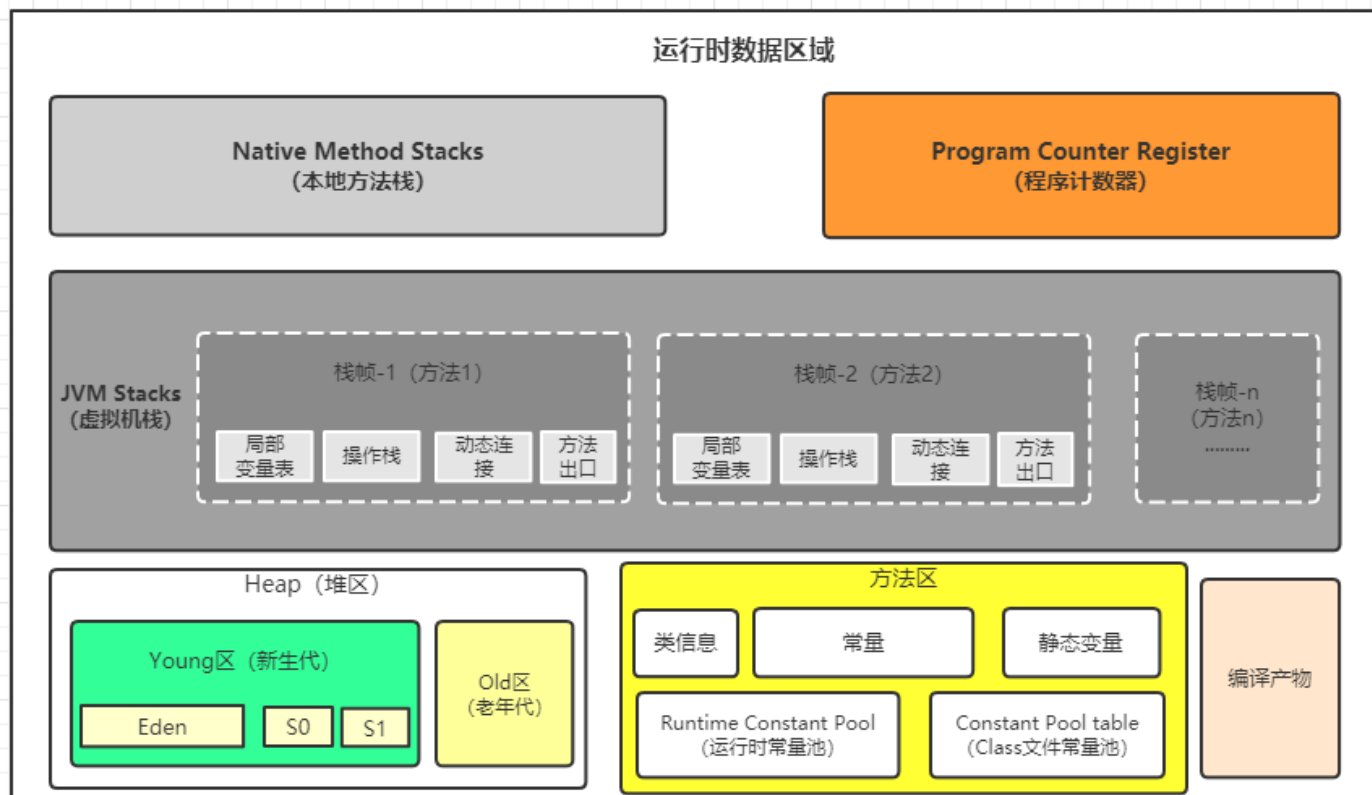 运行时数据区域
Native Method Stacks
(本地方法栈)
Program Counter Register
(程序计数器)
JVM Stacks
(虚拟机栈)
栈帧-1（方法1）
局部
变量表
操作栈
动态连
接
方法
出口
栈帧-2（方法2）
局部
变量表
操作栈
动态连
接
方法
出口
栈帧-n
(方法n)
.........
Heap（堆区）
Young区（新生代）
Eden
S0
S1
Old区
(老年代)
方法区
类信息
常量
静态变量
Runtime Constant Pool
(运行时常量池)
Constant Pool table
(Class文件常量池)
编译产物